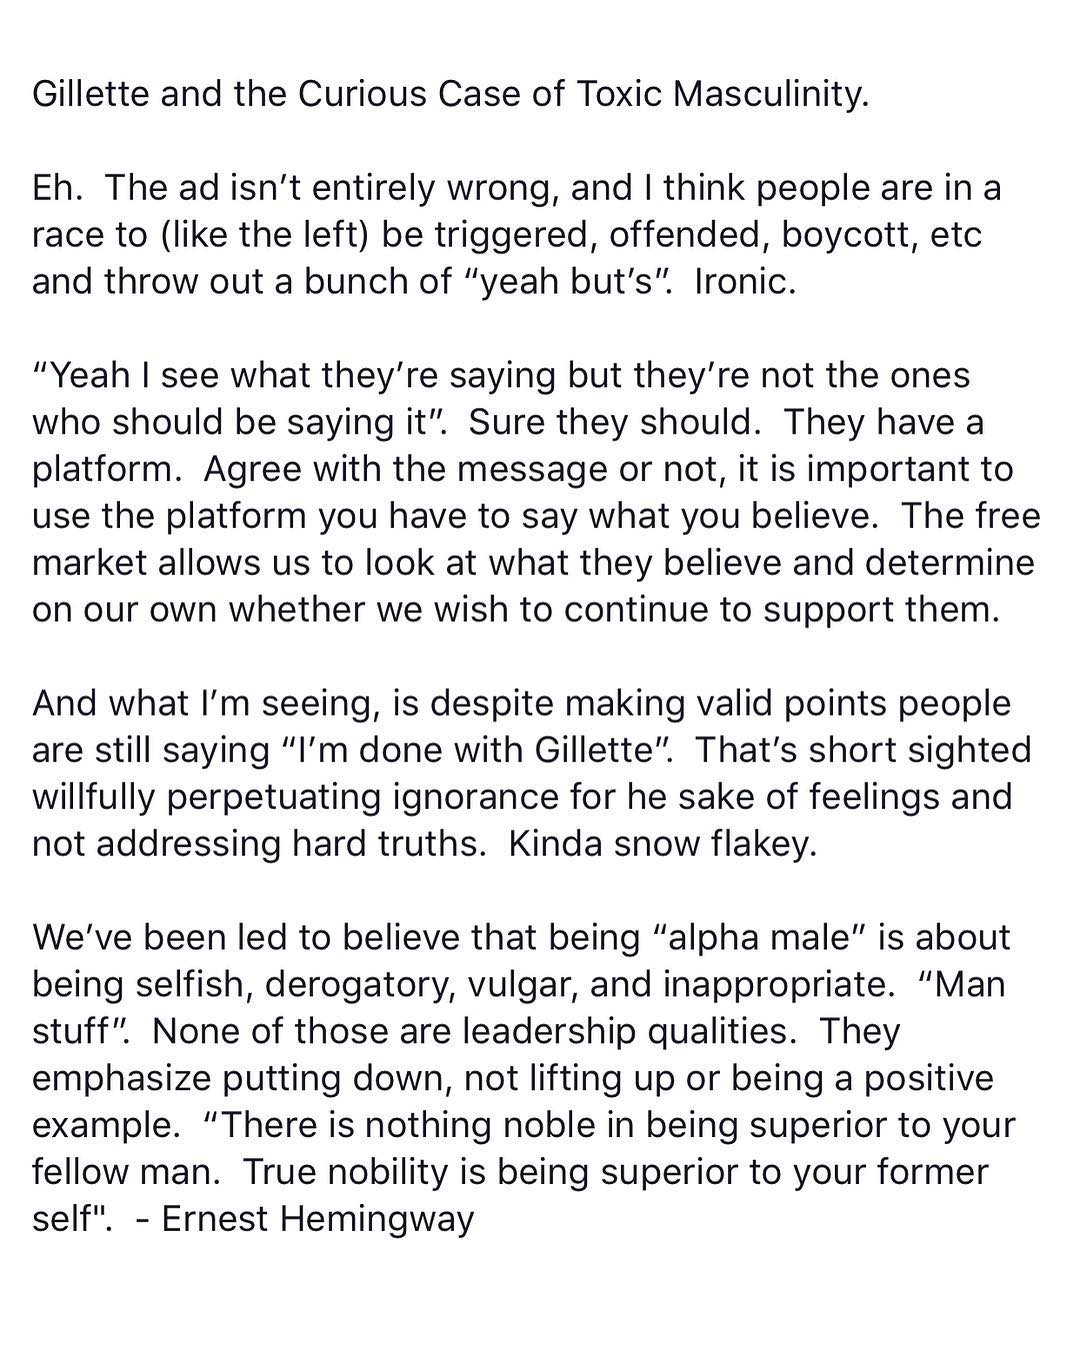 Gillette and the Curious Case of Toxic Masculinity.
Eh.  The ad isn’t entirely wrong, and I think people are in a
race to (like the left) be triggered, offended, boycott, etc
and throw out a bunch of “yeah but’s”.  Ironic.
“Yeah I see what they’re saying but they’re not the ones
who should be saying it”.  Sure they should.  They have a
platform.  Agree with the message or not, it is important to
use the platform you have to say what you believe.  The free
market allows us to look at what they believe and determine
on our own whether we wish to continue to support them.
And what I’m seeing, is despite making valid points people
are still saying “I’m done with Gillette”.  That’s short sighted
willfully perpetuating ignorance for he sake of feelings and
not addressing hard truths.  Kinda snow flakey.
We’ve been led to believe that being “alpha male” is about
being selfish, derogatory, vulgar, and inappropriate.  “Man
stuff”.  None of those are leadership qualities.  They
emphasize putting down, not lifting up or being a positive
example.  “There is nothing noble in being superior to your
fellow man.  True nobility is being superior to your former
self".  - Ernest Hemingway